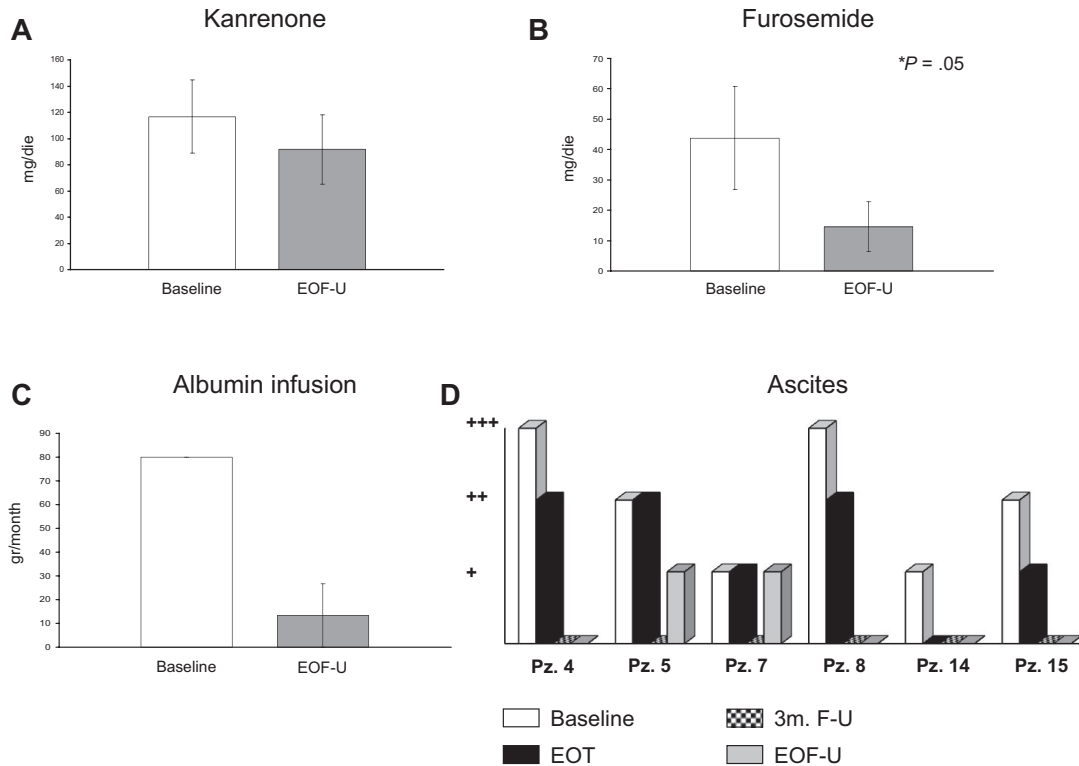 A
Kanrenone
160
140
120
100
80
60
40
20
0
mg/die
Baseline
EOF-U
B
Furosemide
*P = .05
70
60
50
40
30
20
10
0
mg/die
Baseline
EOF-U
C
Albumin infusion
90
80
70
60
50
40
30
20
10
0
gr/month
Baseline
EOF-U
D
Ascites
+++
++
+
Pz. 4 Pz. 5 Pz. 7 Pz. 8 Pz. 14 Pz. 15
Baseline
3m. F-U
EOT
EOF-U